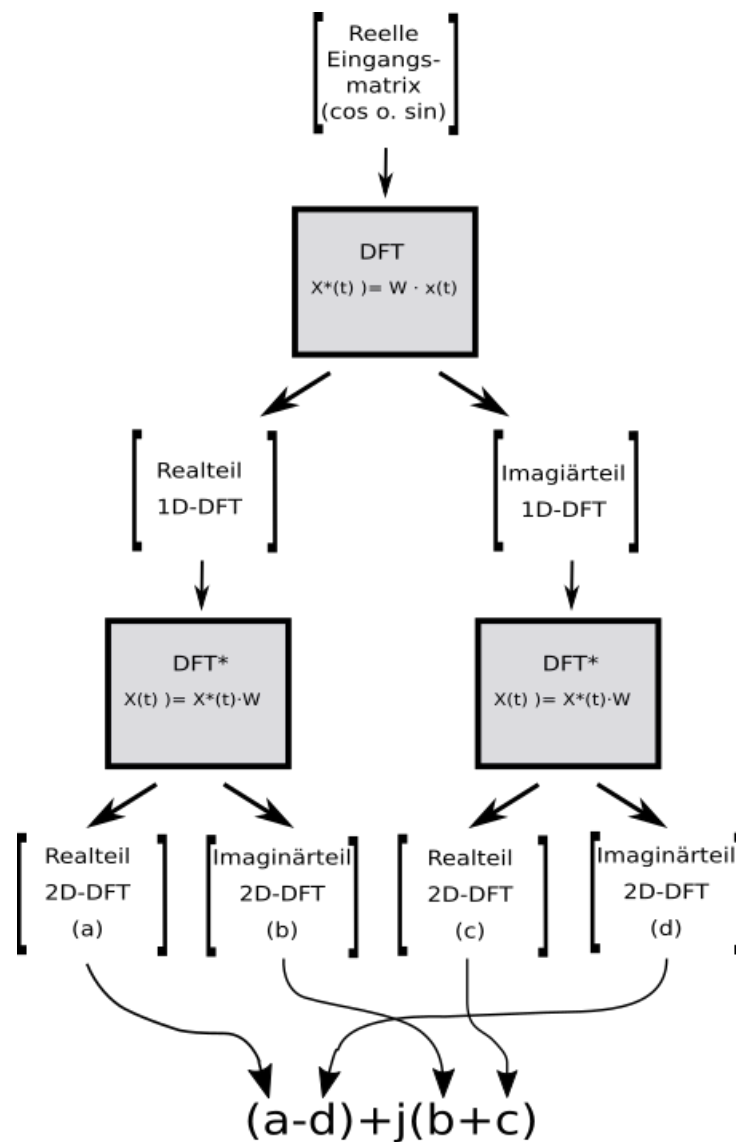 Reelle
Eingangs-
matrix
(cos o. sin)
DFT
X*(t) )= W · x(t)
Realteil
1D-DFT
Imagiärteil
1D-DFT
DFT*
X(t) )= X*(t)·W
DFT*
X(t) )= X*(t)·W
Realteil
2D-DFT
(a)
Imaginärteil
2D-DFT
(b)
Realteil
2D-DFT
(c)
Imaginärteil
2D-DFT
(d)
(a-d)+j(b+c)